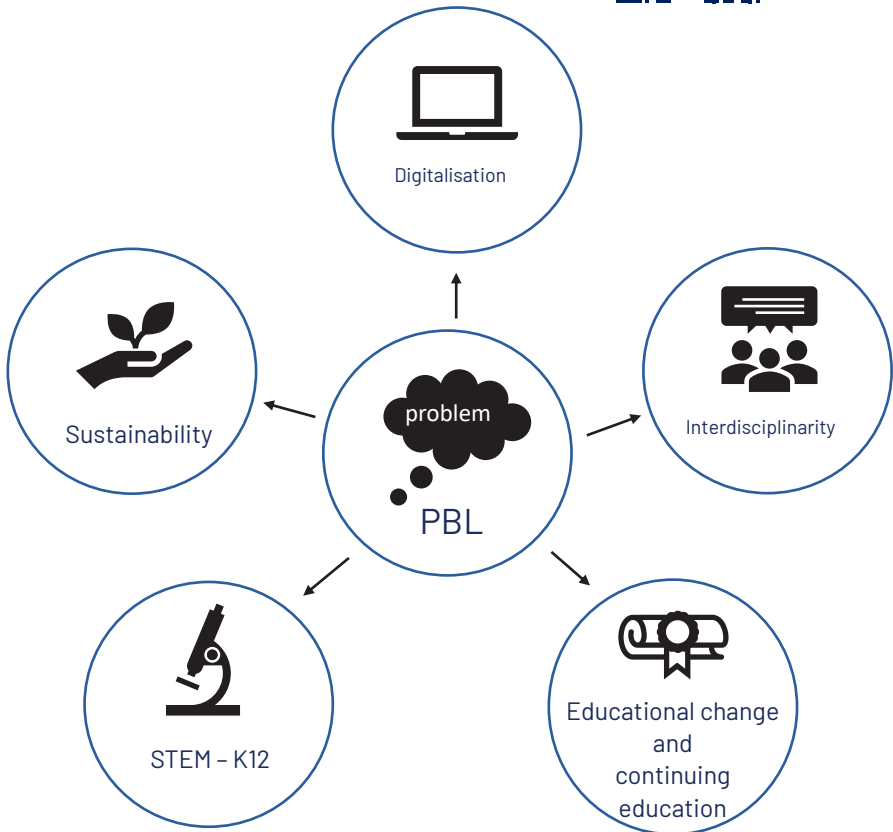 Digitalisation
problem
PBL
Sustainability
Interdisciplinarity
STEM – K12
Educational change
and
continuing
education